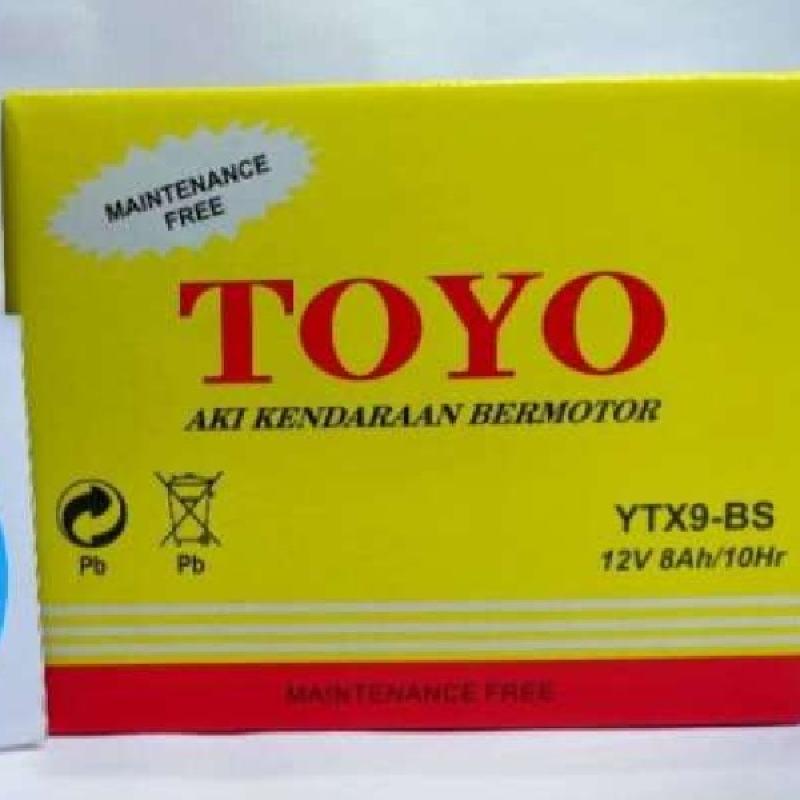 MAINTENANCE
FREE
TOYO
AKI KENDARAAN BERMOTOR
Pb
Pb
YTX9-BS
12V 8Ah/10Hr
MAINTENANCE FREE